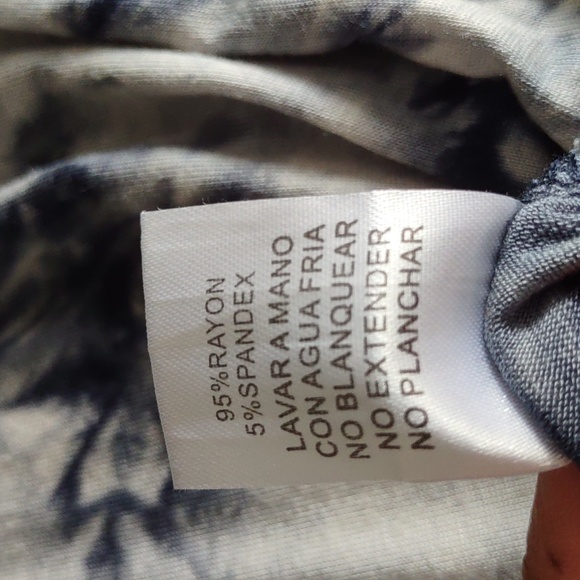 95%RAYON
5%SPANDEX
LAVAR A MANO
CON AGUA FRIA
NO BLANQUEAR
NO EXTENDER
NO PLANCHAR